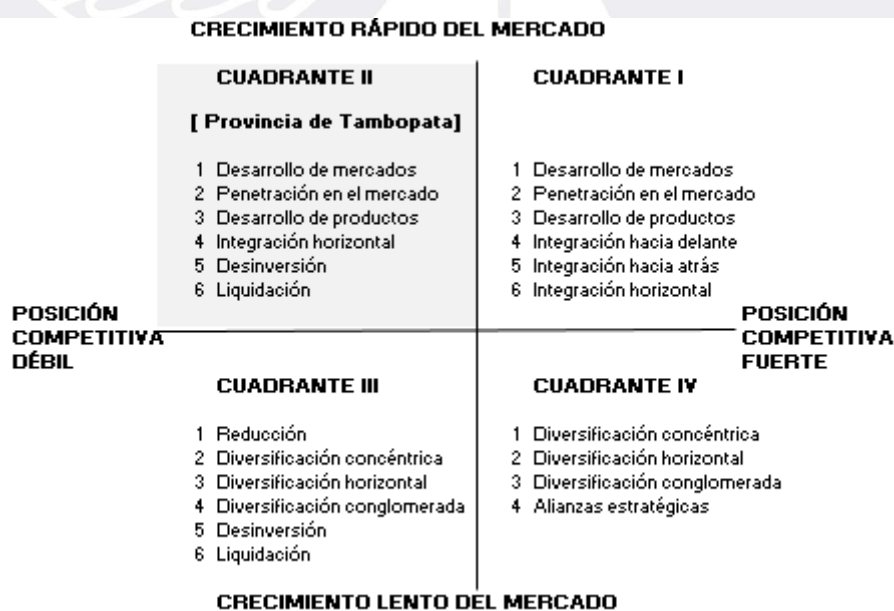 CRECIMIENTO RÁPIDO DEL MERCADO
CUADRANTE II
[ Provincia de Tambopata]
1 Desarrollo de mercados
2 Penetración en el mercado
3 Desarrollo de productos
4 Integración horizontal
5 Desinversión
6 Liquidación
CUADRANTE I
1 Desarrollo de mercados
2 Penetración en el mercado
3 Desarrollo de productos
4 Integración hacia delante
5 Integración hacia atrás
6 Integración horizontal
POSICIÓN
COMPETITIVA
DÉBIL
POSICIÓN
COMPETITIVA
FUERTE
CUADRANTE III
1 Reducción
2 Diversificación concéntrica
3 Diversificación horizontal
4 Diversificación conglomerada
5 Desinversión
6 Liquidación
CUADRANTE IV
1 Diversificación concéntrica
2 Diversificación horizontal
3 Diversificación conglomerada
4 Alianzas estratégicas
CRECIMIENTO LENTO DEL MERCADO